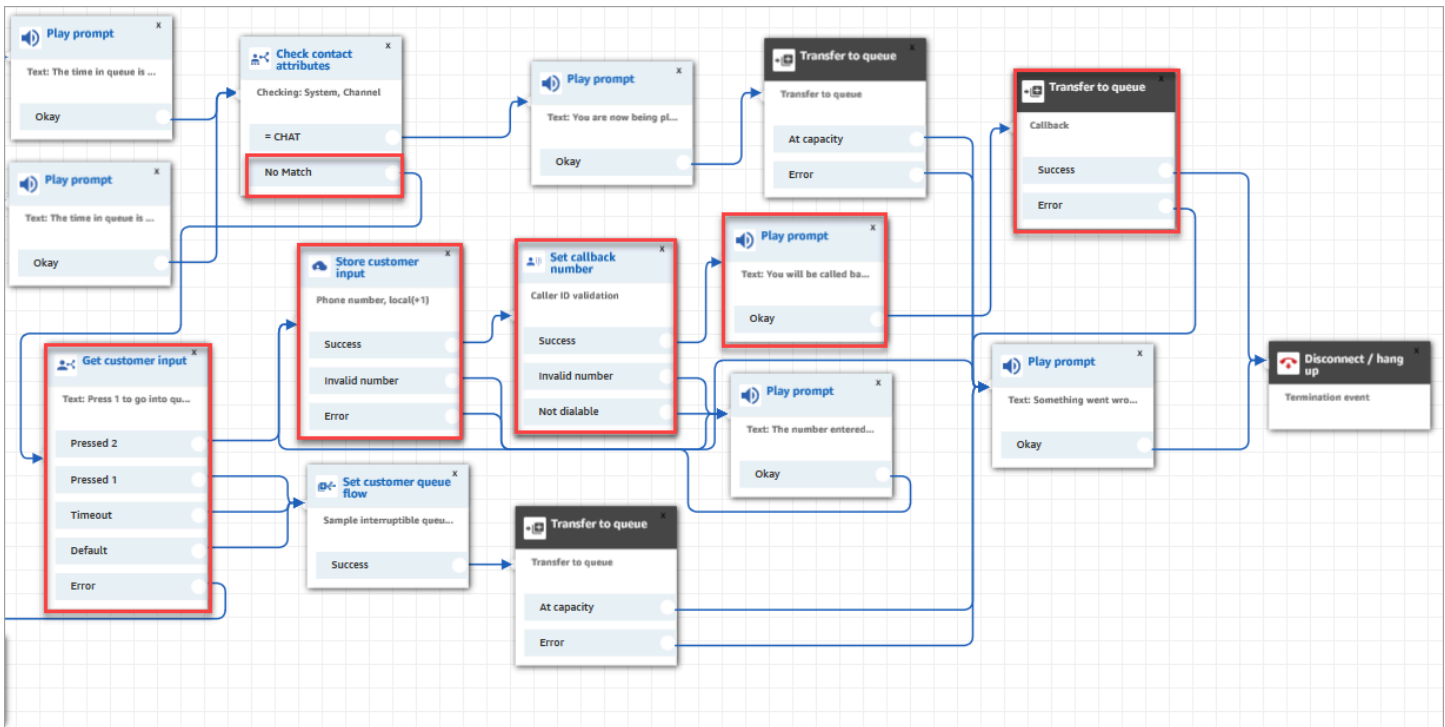 Play prompt
x
Text: The time in queue is ...
Okay
Play prompt
x
Text: The time in queue is ...
Okay
Check contact
attributes
x
Checking: System, Channel
= CHAT
No Match
Play prompt
x
Text: You are now being pl...
Okay
Transfer to queue
x
Transfer to queue
At capacity
Error
Transfer to queue
x
Callback
Success
Error
Get customer input
x
Text: Press 1 to go into qu...
Pressed 2
Pressed 1
Timeout
Default
Error
Store customer
input
x
Phone number, local(+1)
Success
Invalid number
Error
Set callback
number
x
Caller ID validation
Success
Invalid number
Not dialable
Play prompt
x
Text: You will be called ba...
Okay
Play prompt
x
Text: The number entered...
Okay
Play prompt
x
Text: Something went wro...
Okay
Disconnect / hang
up
x
Termination event
Set customer queue
flow
x
Sample interruptible queu...
Success
Transfer to queue
x
Transfer to queue
At capacity
Error